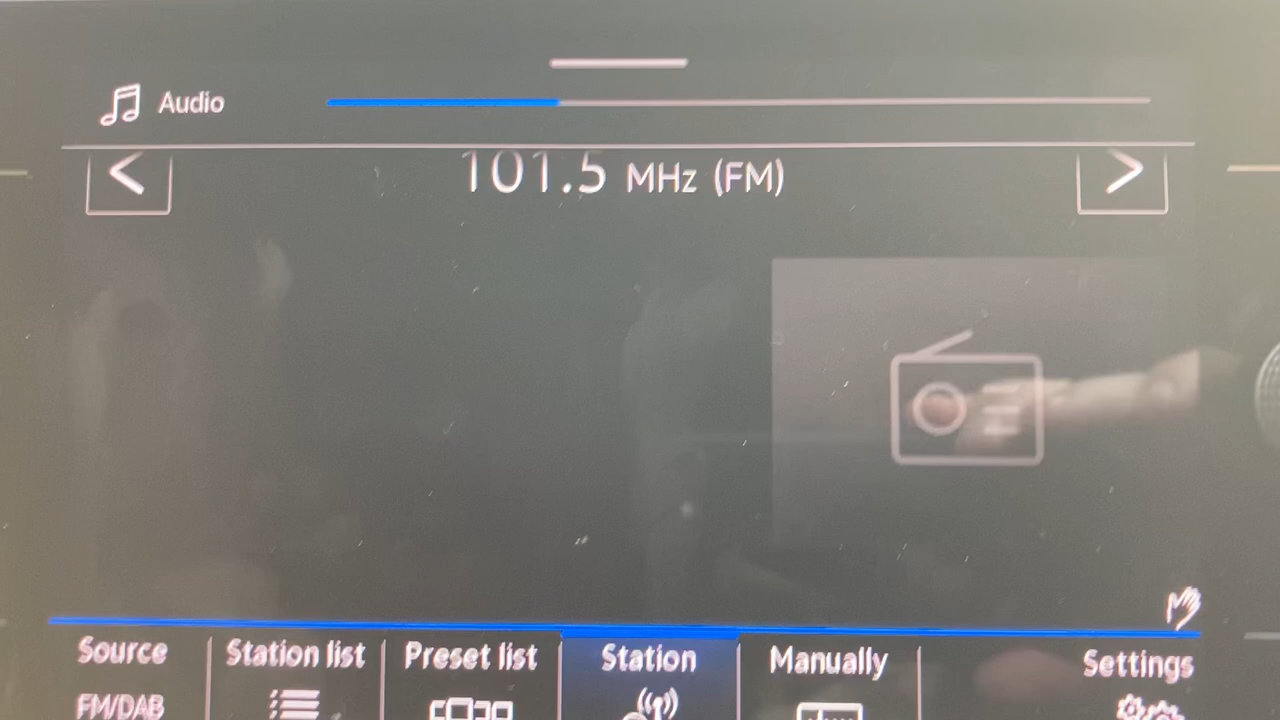 Audio
101.5 MHz (FM)
Source
Station list
Preset list
Station
Manually
Settings
FM/DAB